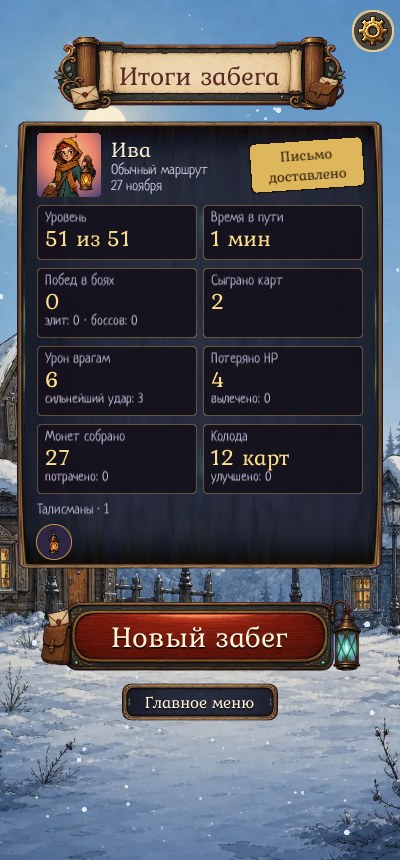 Итоги забега
Ива
Обычный маршрут
27 ноября
Письмо
доставлено
Уровень
51 из 51
Время в пути
1 мин
Побед в боях
0
элит: 0 · боссов: 0
Сыграно карт
2
Урон врагам
6
сильнейший удар: 3
Потеряно HP
4
вылечено: 0
Монет собрано
27
потрачено: 0
Колода
12 карт
улучшено: 0
Талисманы · 1
Новый забег
Главное меню